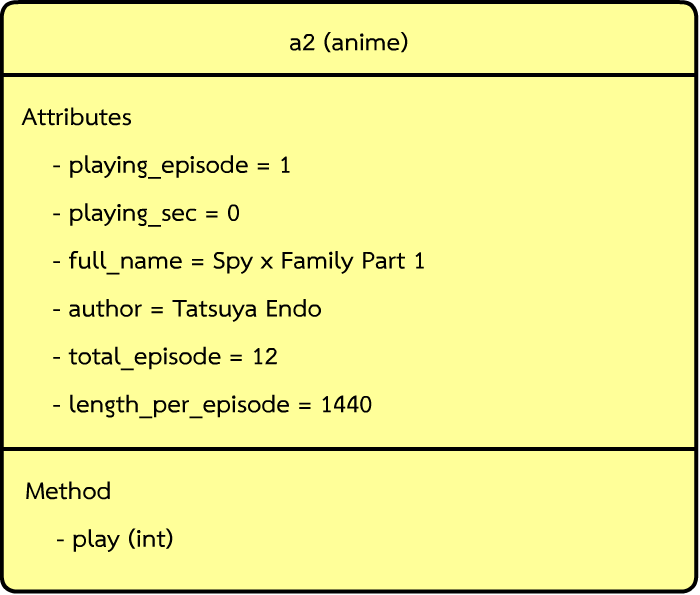 a2 (anime)
Attributes
- playing_episode = 1
- playing_sec = 0
- full_name = Spy x Family Part 1
- author = Tatsuya Endo
- total_episode = 12
- length_per_episode = 1440
Method
- play (int)